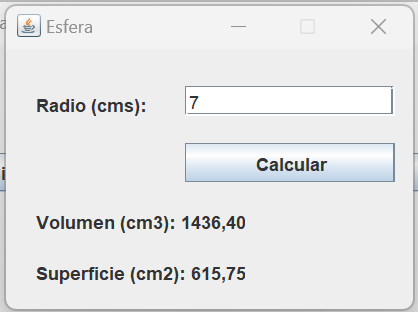 Esfera
Radio (cms): 7
Calcular
Volumen (cm3): 1436,40
Superficie (cm2): 615,75